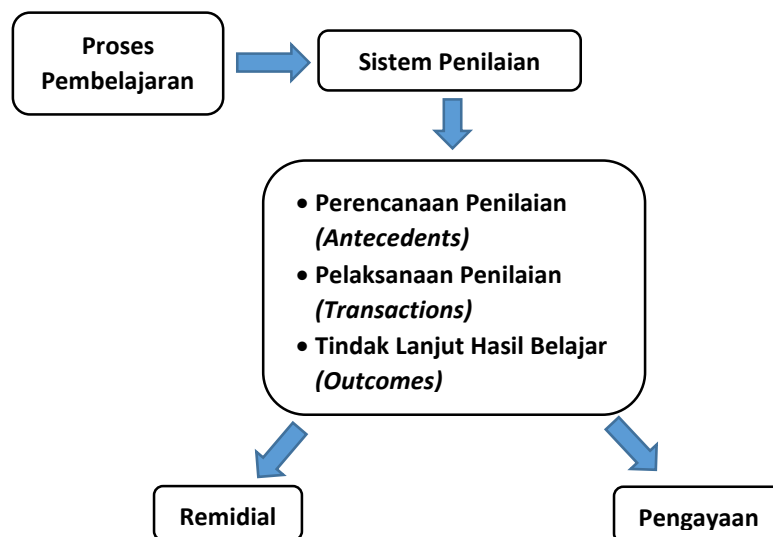 Proses
Pembelajaran
Sistem Penilaian
• Perencanaan Penilaian
(Antecedents)
• Pelaksanaan Penilaian
(Transactions)
• Tindak Lanjut Hasil Belajar
(Outcomes)
Remidial
Pengayaan